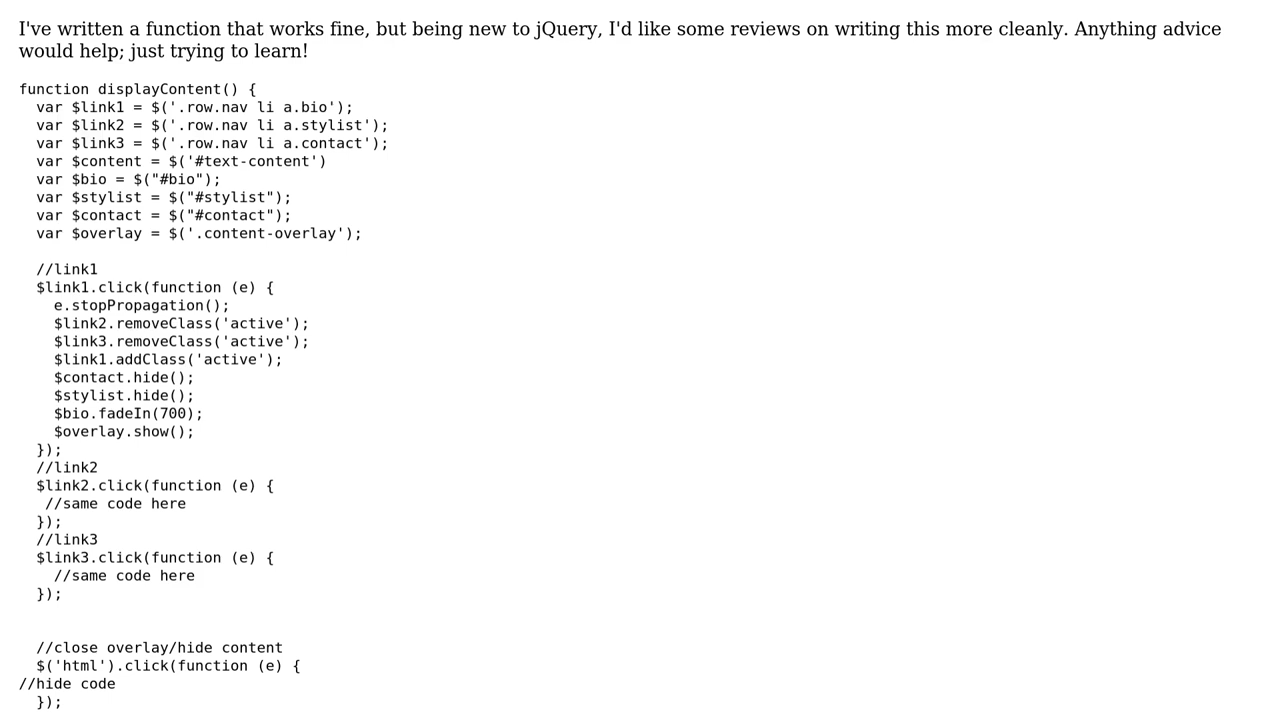 I've written a function that works fine, but being new to jQuery, I'd like some reviews on writing this more cleanly. Anything advice
would help; just trying to learn!
function displayContent() {
  var $link1 = $('.row.nav li a.bio');
  var $link2 = $('.row.nav li a.stylist');
  var $link3 = $('.row.nav li a.contact');
  var $content = $('#text-content')
  var $bio = $("#bio");
  var $stylist = $("#stylist");
  var $contact = $("#contact");
  var $overlay = $('.content-overlay');

  //link1
  $link1.click(function (e) {
    e.stopPropagation();
    $link2.removeClass('active');
    $link3.removeClass('active');
    $link1.addClass('active');
    $contact.hide();
    $stylist.hide();
    $bio.fadeIn(700);
    $overlay.show();
  });
  //link2
  $link2.click(function (e) {
   //same code here
  });
  //link3
  $link3.click(function (e) {
    //same code here
  });


  //close overlay/hide content
  $('html').click(function (e) {
//hide code
  });